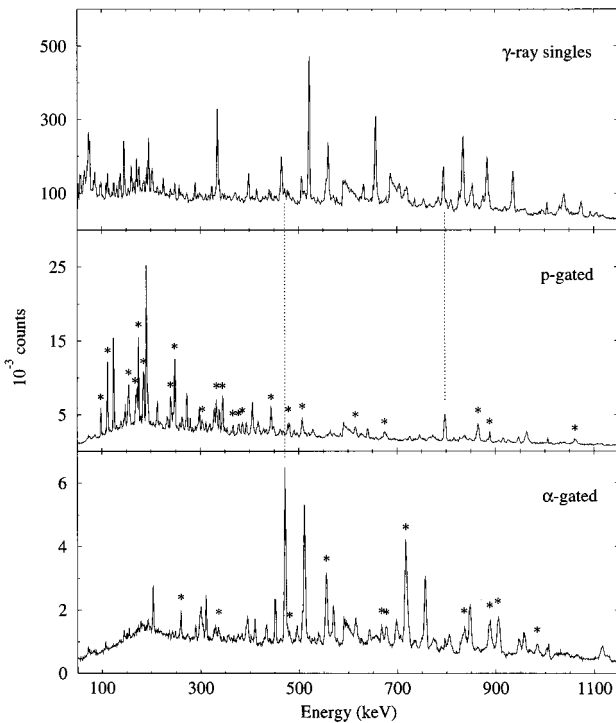 500
γ-ray singles
300
100
25
p-gated
15
5
10⁻³ counts
* * * * * * * * * * * * * * * * * * * *
6
α-gated
4
2
0
* * * * * * * * * *
100 300 500 700 900 1100
Energy (keV)